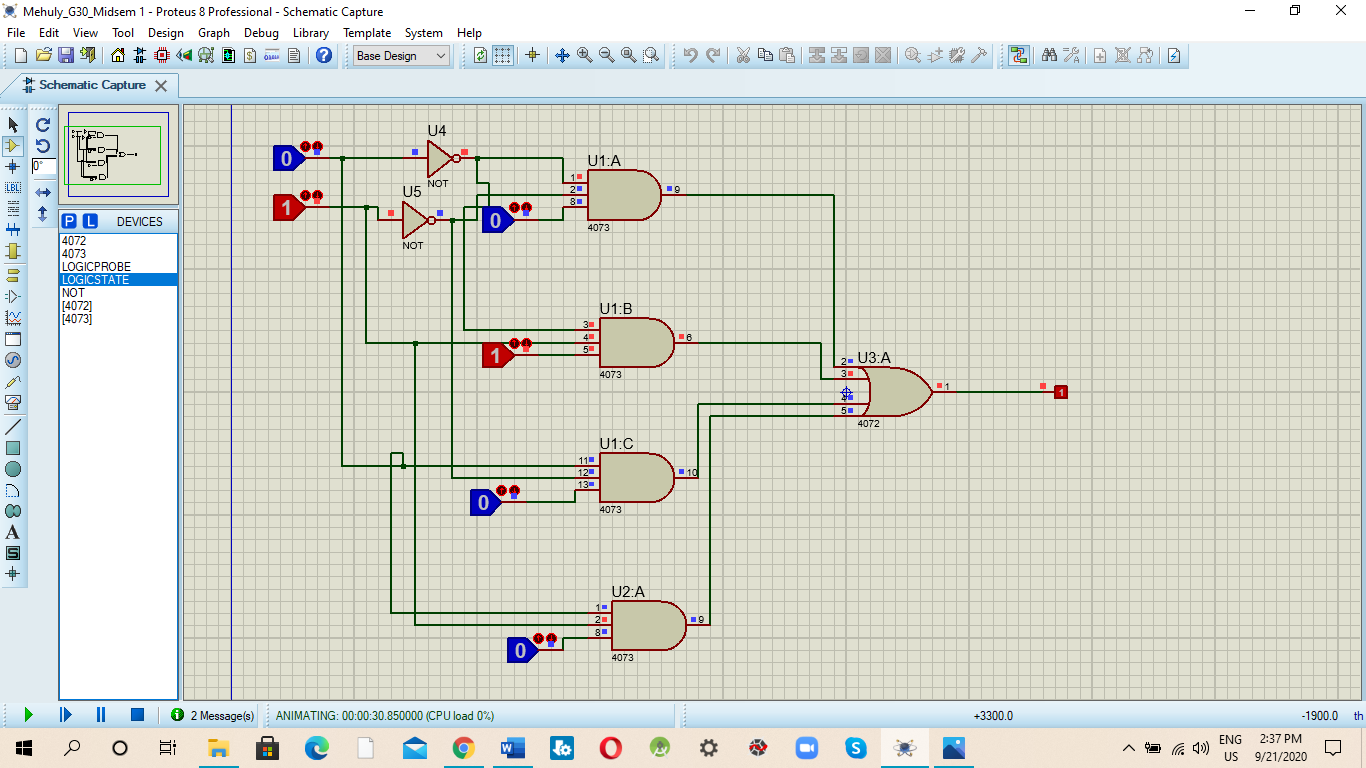 Mehuly_G30_Midsem 1 - Proteus 8 Professional - Schematic Capture
File Edit View Tool Design Graph Debug Library Template System Help
Base Design
Schematic Capture
0°
LBL
A
S
P L DEVICES
4072
4073
LOGICPROBE
LOGICSTATE
NOT
[4072]
[4073]
U4
0
NOT
U5
1
NOT
0
U1:A
1
2
8
9
4073
U1:B
3
4
5
6
1
4073
U3:A
2
3
4
5
1
1
4072
U1:C
11
12
13
10
0
4073
U2:A
1
2
8
9
0
4073
2 Message(s)
ANIMATING: 00:00:30.850000 (CPU load 0%)
+3300.0
-1900.0
th
ENG
US
2:37 PM
9/21/2020